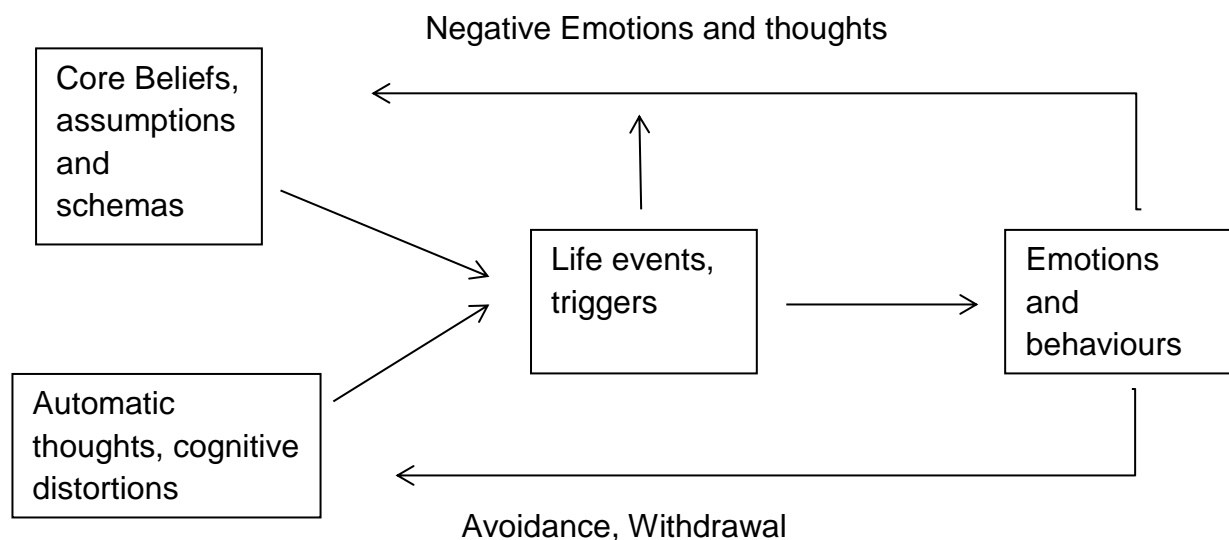 Negative Emotions and thoughts
Core Beliefs,
assumptions
and
schemas
Life events,
triggers
Emotions
and
behaviours
Automatic
thoughts, cognitive
distortions
Avoidance, Withdrawal